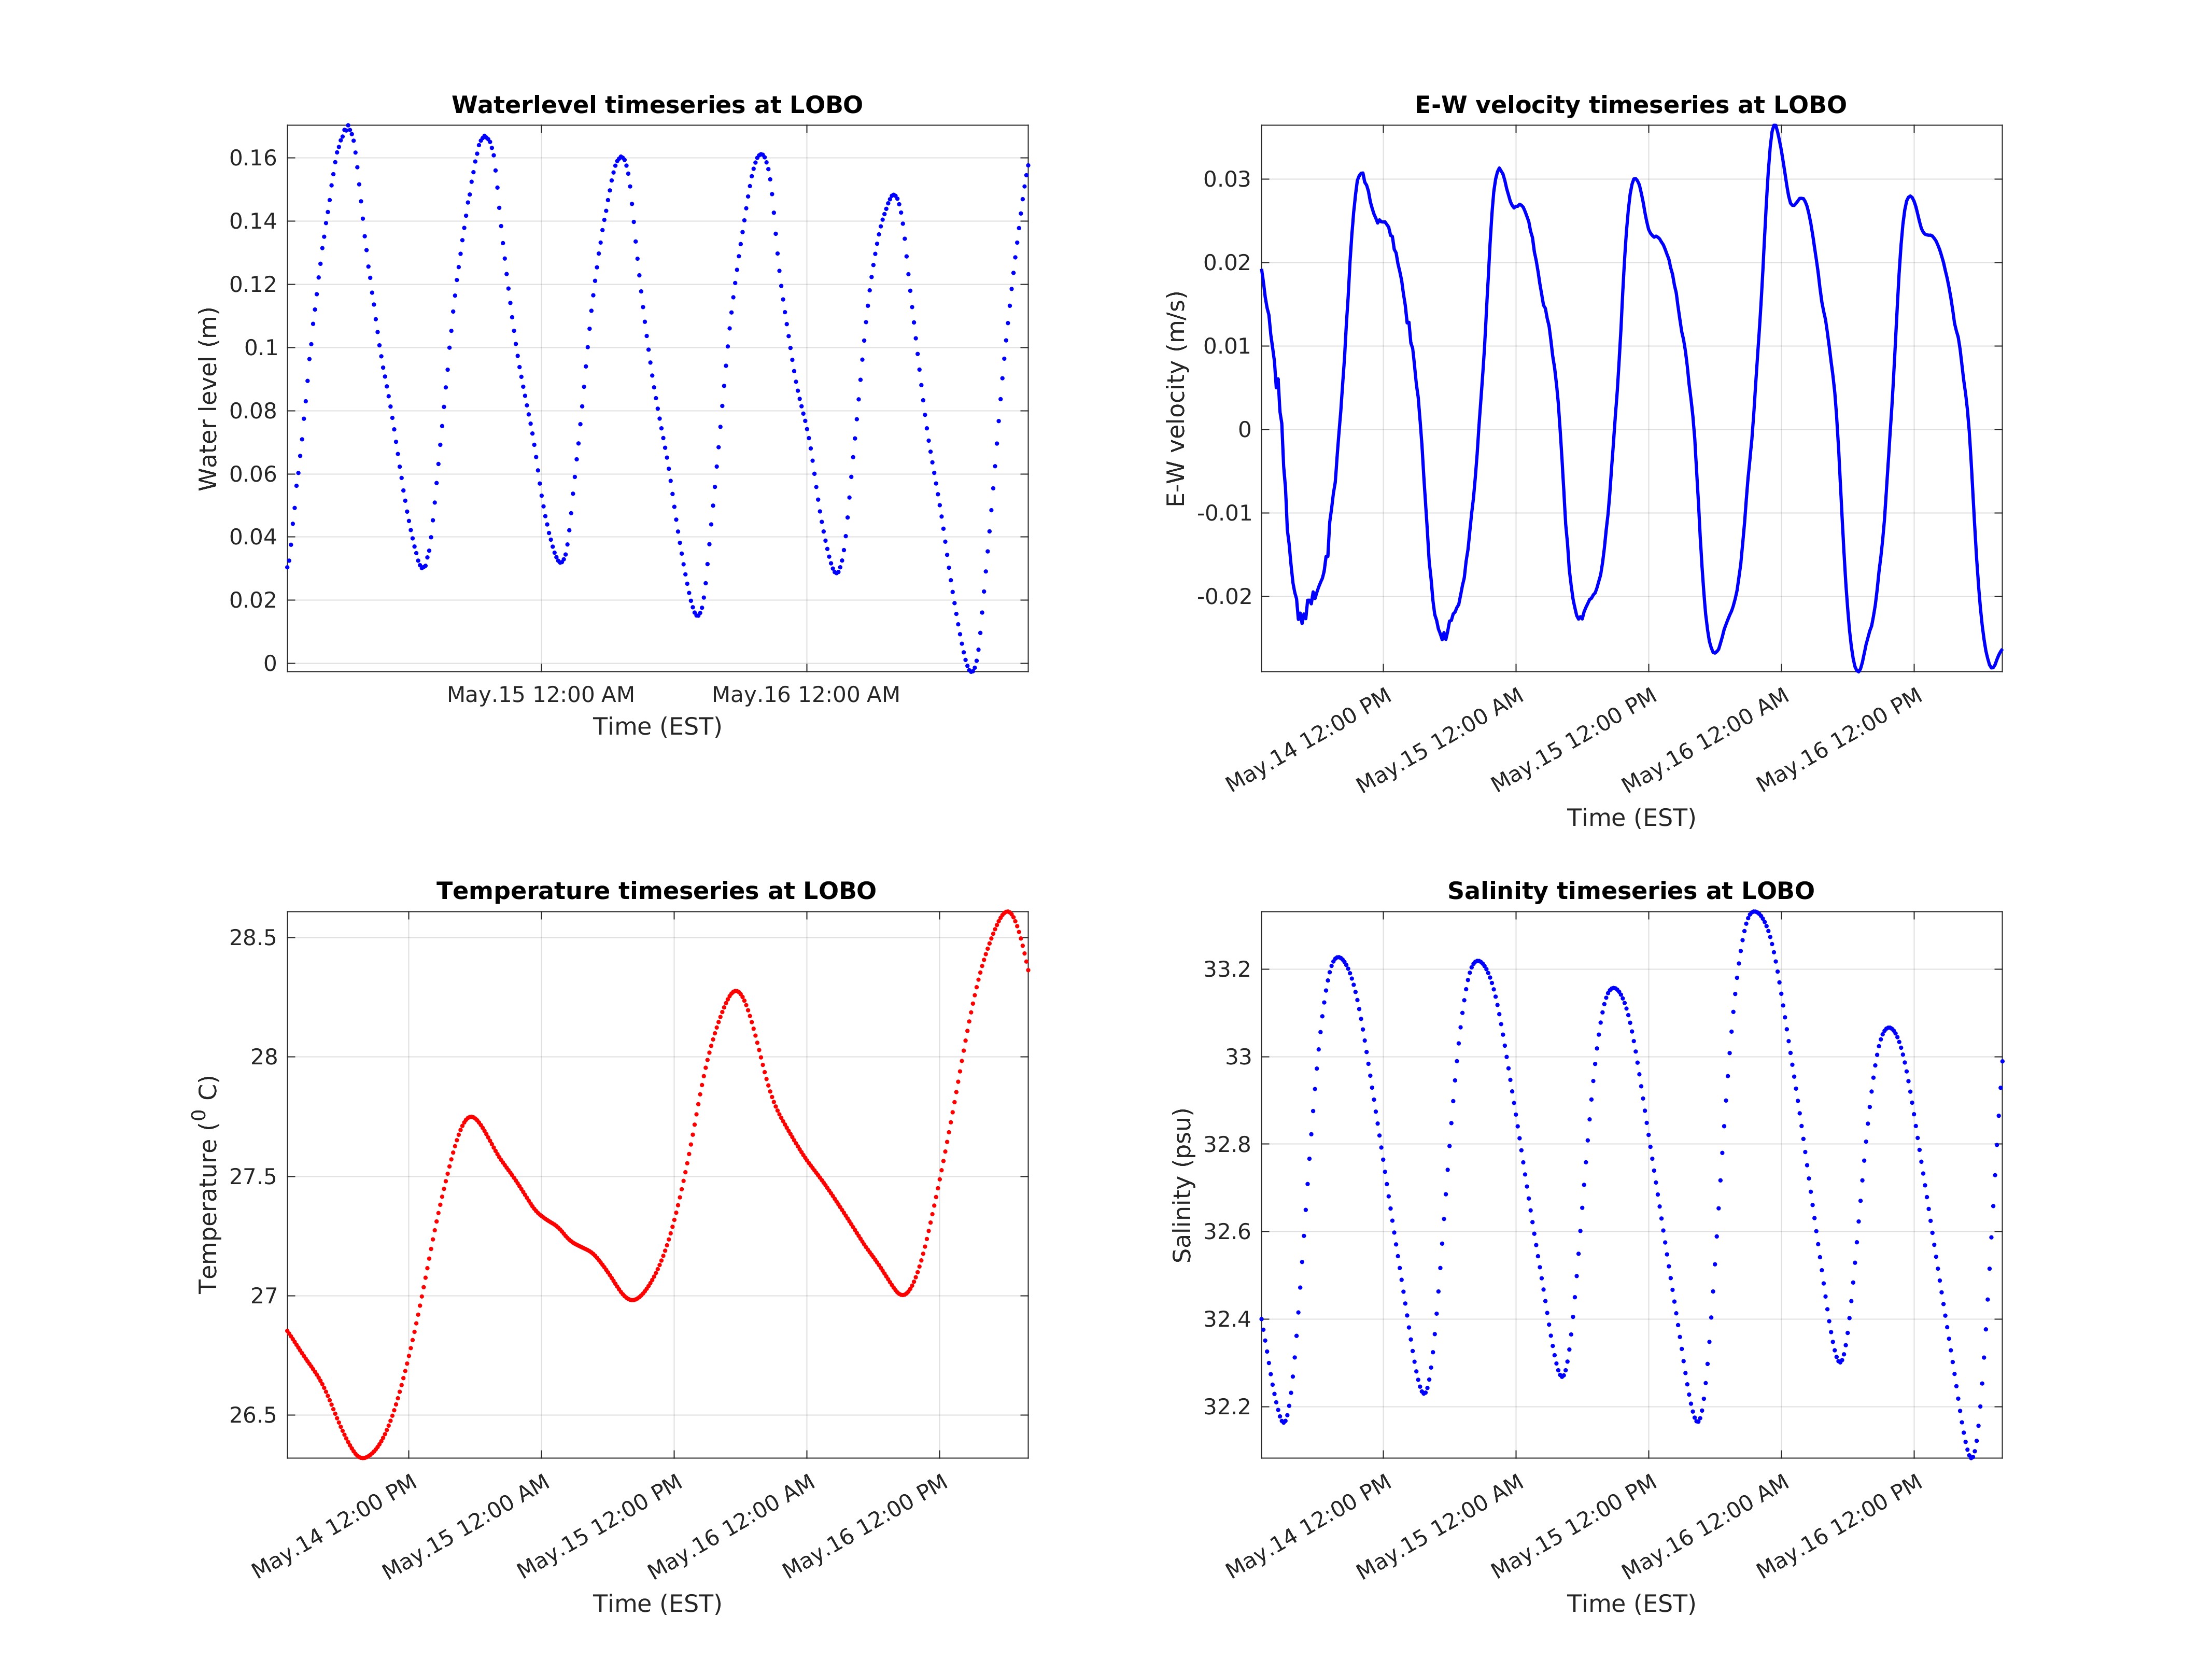 Waterlevel timeseries at LOBO
0.16
0.14
0.12
0.1
0.08
0.06
0.04
0.02
0
Water level (m)
May.15 12:00 AM
May.16 12:00 AM
Time (EST)
E-W velocity timeseries at LOBO
0.03
0.02
0.01
0
-0.01
-0.02
E-W velocity (m/s)
May.14 12:00 PM
May.15 12:00 AM
May.15 12:00 PM
May.16 12:00 AM
May.16 12:00 PM
Time (EST)
Temperature timeseries at LOBO
28.5
28
27.5
27
26.5
Temperature (⁰ C)
May.14 12:00 PM
May.15 12:00 AM
May.15 12:00 PM
May.16 12:00 AM
May.16 12:00 PM
Time (EST)
Salinity timeseries at LOBO
33.2
33
32.8
32.6
32.4
32.2
Salinity (psu)
May.14 12:00 PM
May.15 12:00 AM
May.15 12:00 PM
May.16 12:00 AM
May.16 12:00 PM
Time (EST)